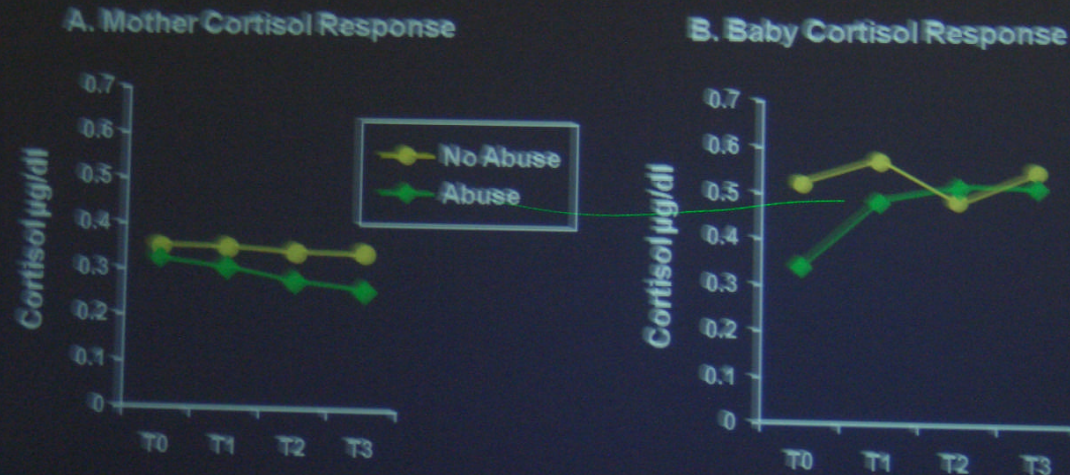 A. Mother Cortisol Response
0.7
0.6
0.5
0.4
0.3
0.2
0.1
0
Cortisol µg/dl
T0 T1 T2 T3
No Abuse
Abuse
B. Baby Cortisol Response
0.7
0.6
0.5
0.4
0.3
0.2
0.1
0
Cortisol µg/dl
T0 T1 T2 T3